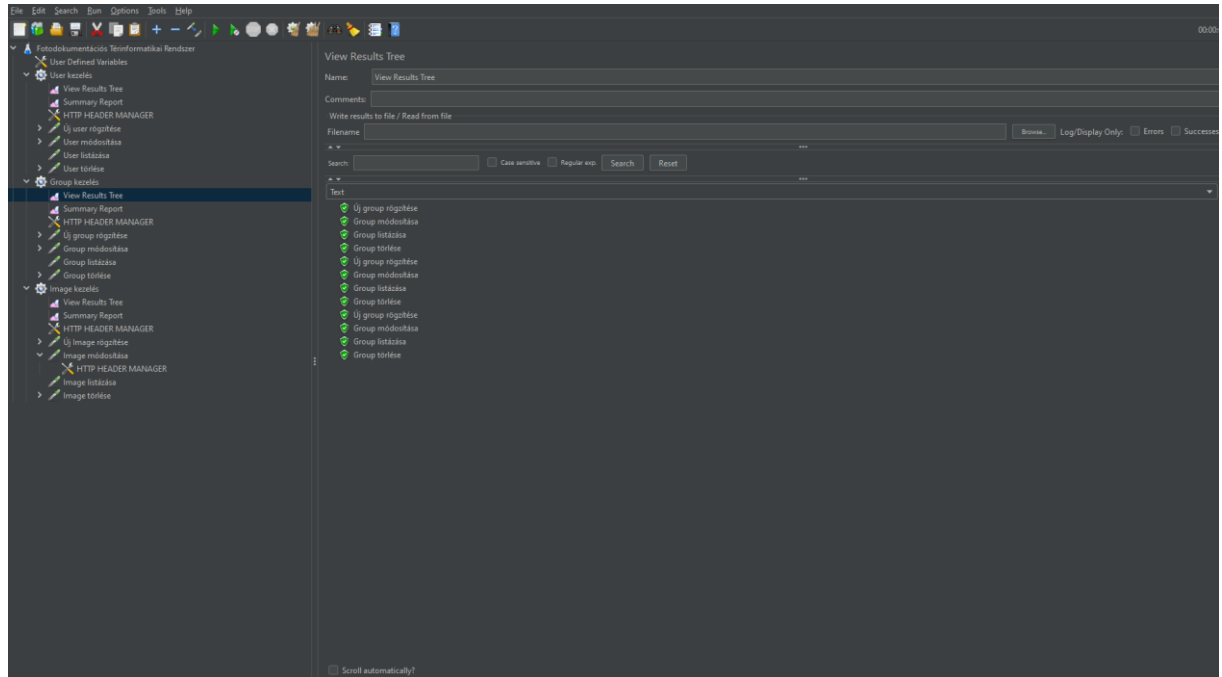 File Edit Search Run Options Tools Help
00:00:
Fotodokumentációs Térinformatikai Rendszer
User Defined Variables
User kezelés
View Results Tree
Summary Report
HTTP HEADER MANAGER
Új user rögzítése
User módosítása
User listázása
User törlése
Group kezelés
View Results Tree
Summary Report
HTTP HEADER MANAGER
Új group rögzítése
Group módosítása
Group listázása
Group törlése
Image kezelés
View Results Tree
Summary Report
HTTP HEADER MANAGER
Új Image rögzítése
Image módosítása
HTTP HEADER MANAGER
Image listázása
Image törlése
View Results Tree
Name: View Results Tree
Comments:
Write results to file / Read from file
Filename Browse... Log/Display Only: Errors Successes
Search: Case sensitive Regular exp. Search Reset
Text
Új group rögzítése
Group módosítása
Group listázása
Group törlése
Új group rögzítése
Group módosítása
Group listázása
Group törlése
Új group rögzítése
Group módosítása
Group listázása
Group törlése
Scroll automatically?